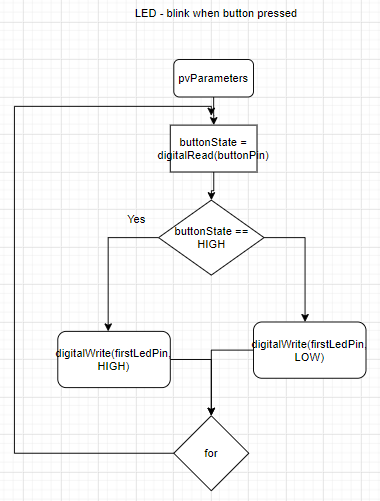 LED - blink when button pressed
pvParameters
buttonState =
digitalRead(buttonPin)
Yes
buttonState ==
HIGH
digitalWrite(firstLedPin,
HIGH)
digitalWrite(firstLedPin,
LOW)
for